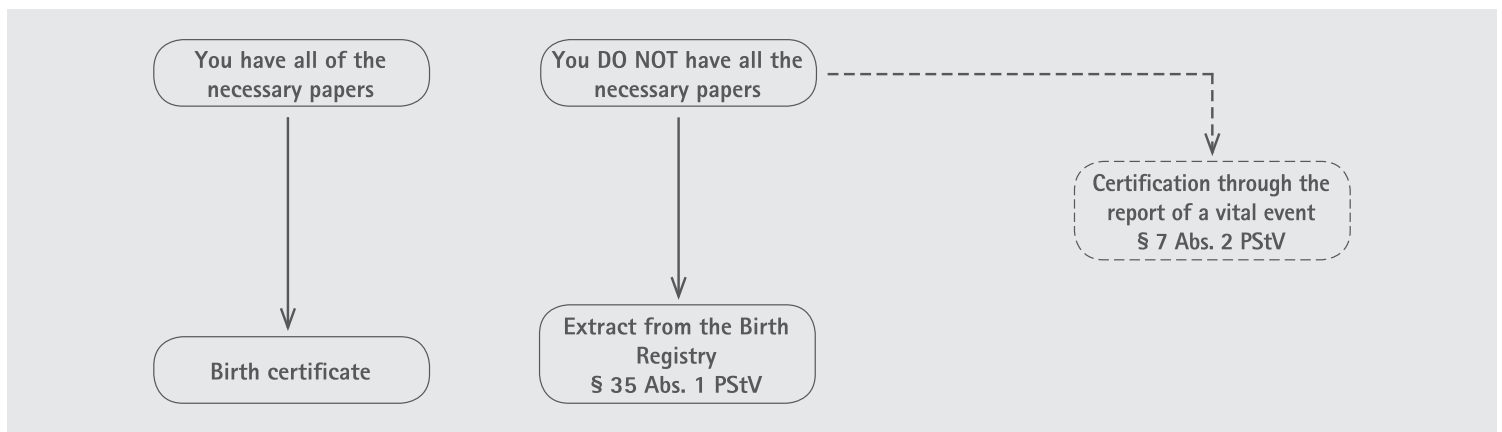 You have all of the
necessary papers
You DO NOT have all the
necessary papers
Certification through the
report of a vital event
§ 7 Abs. 2 PStV
Birth certificate
Extract from the Birth
Registry
§ 35 Abs. 1 PStV